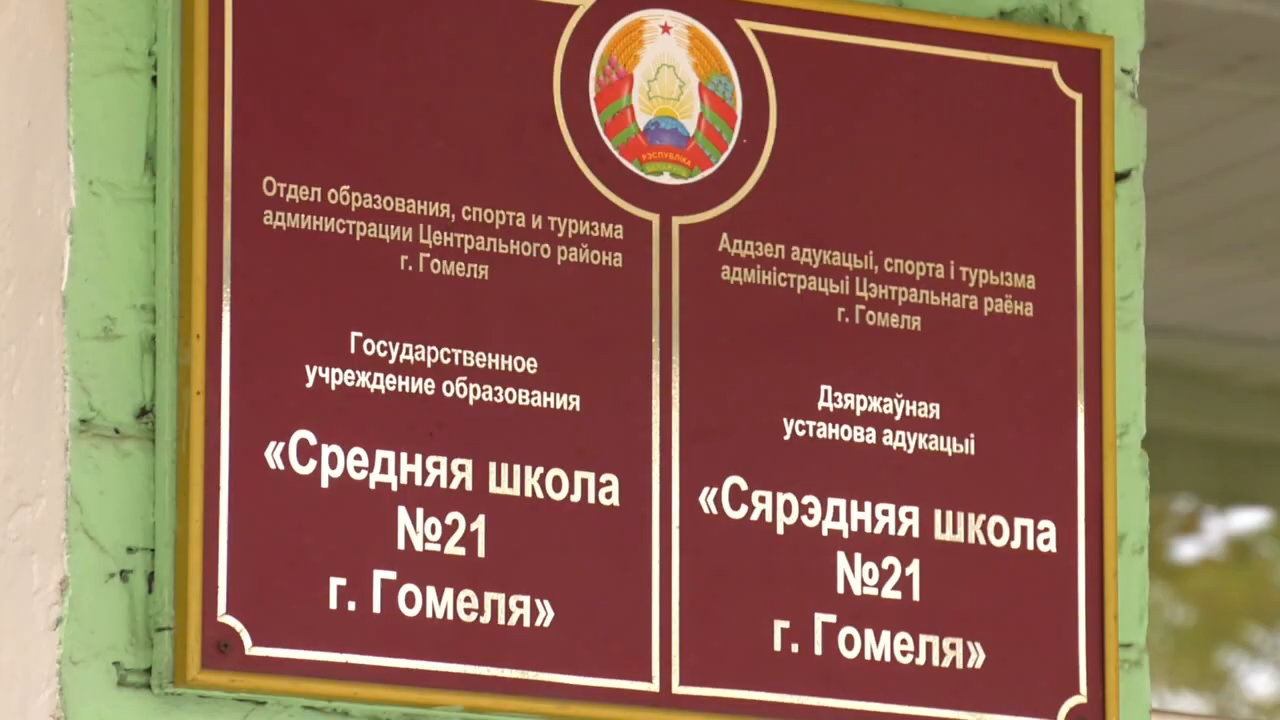 РЭСПУБЛІКА
Отдел образования, спорта и туризма
администрации Центрального района
г. Гомеля
Государственное
учреждение образования
«Средняя школа
№21
г. Гомеля»
Аддзел адукацыі, спорта і турызма
адміністрацыі Цэнтральнага раёна
г. Гомеля
Дзяржаўная
установа адукацыі
«Сярэдняя школа
№21
г. Гомеля»